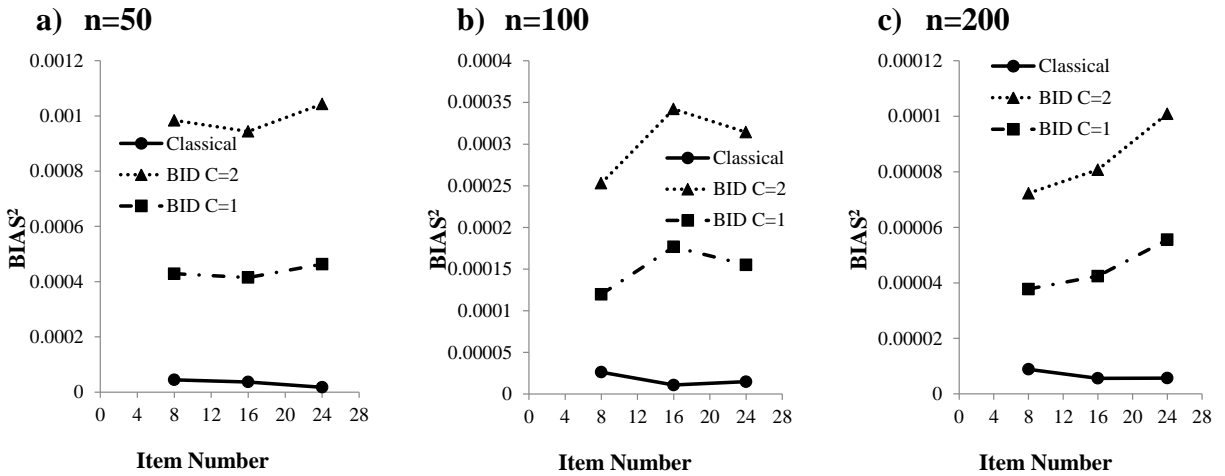 a) n=50
0.0012
0.001
0.0008
0.0006
0.0004
0.0002
0
BIAS²
Classical
BID C=2
BID C=1
0 4 8 12 16 20 24 28
Item Number
b) n=100
0.0004
0.00035
0.0003
0.00025
0.0002
0.00015
0.0001
0.00005
0
BIAS²
Classical
BID C=2
BID C=1
0 4 8 12 16 20 24 28
Item Number
c) n=200
0.00012
0.0001
0.00008
0.00006
0.00004
0.00002
0
BIAS²
Classical
BID C=2
BID C=1
0 4 8 12 16 20 24 28
Item Number